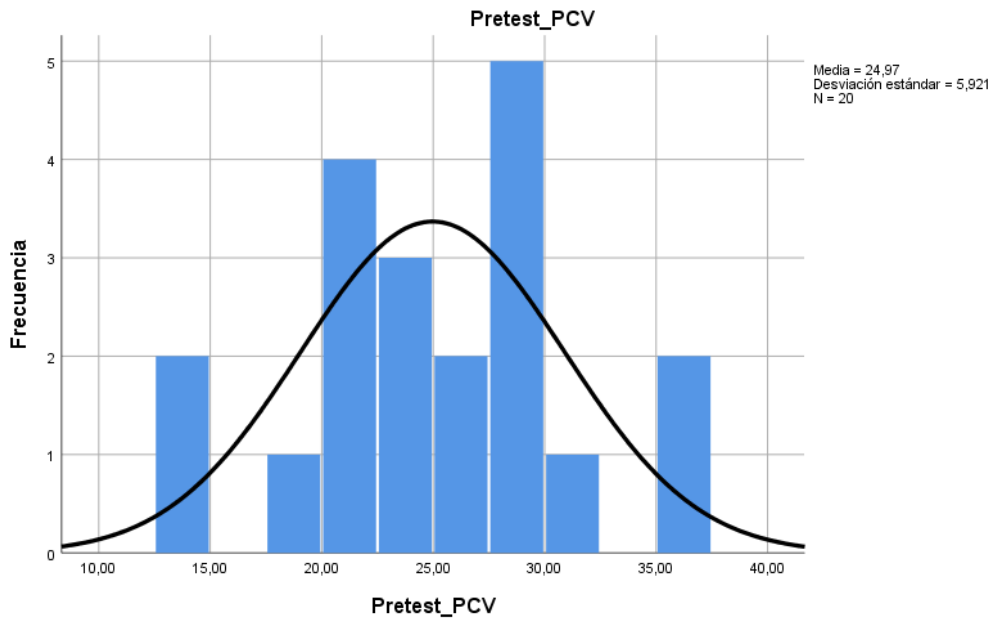 Pretest_PCV
Media = 24,97
Desviación estándar = 5,921
N = 20
Frecuencia
5
4
3
2
1
0
10,00 15,00 20,00 25,00 30,00 35,00 40,00
Pretest_PCV